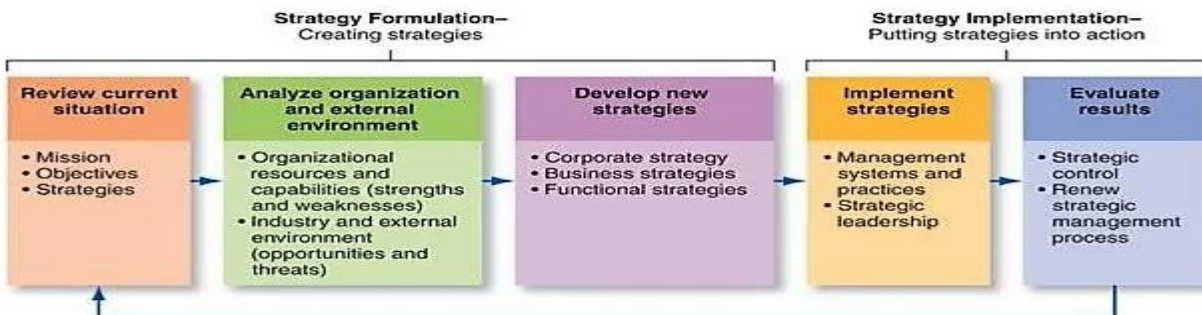 Strategy Formulation–
Creating strategies
Strategy Implementation–
Putting strategies into action
Review current
situation
• Mission
• Objectives
• Strategies
Analyze organization
and external
environment
• Organizational
resources and
capabilities (strengths
and weaknesses)
• Industry and external
environment
(opportunities and
threats)
Develop new
strategies
• Corporate strategy
• Business strategies
• Functional strategies
Implement
strategies
• Management
systems and
practices
• Strategic
leadership
Evaluate
results
• Strategic
control
• Renew
strategic
management
process